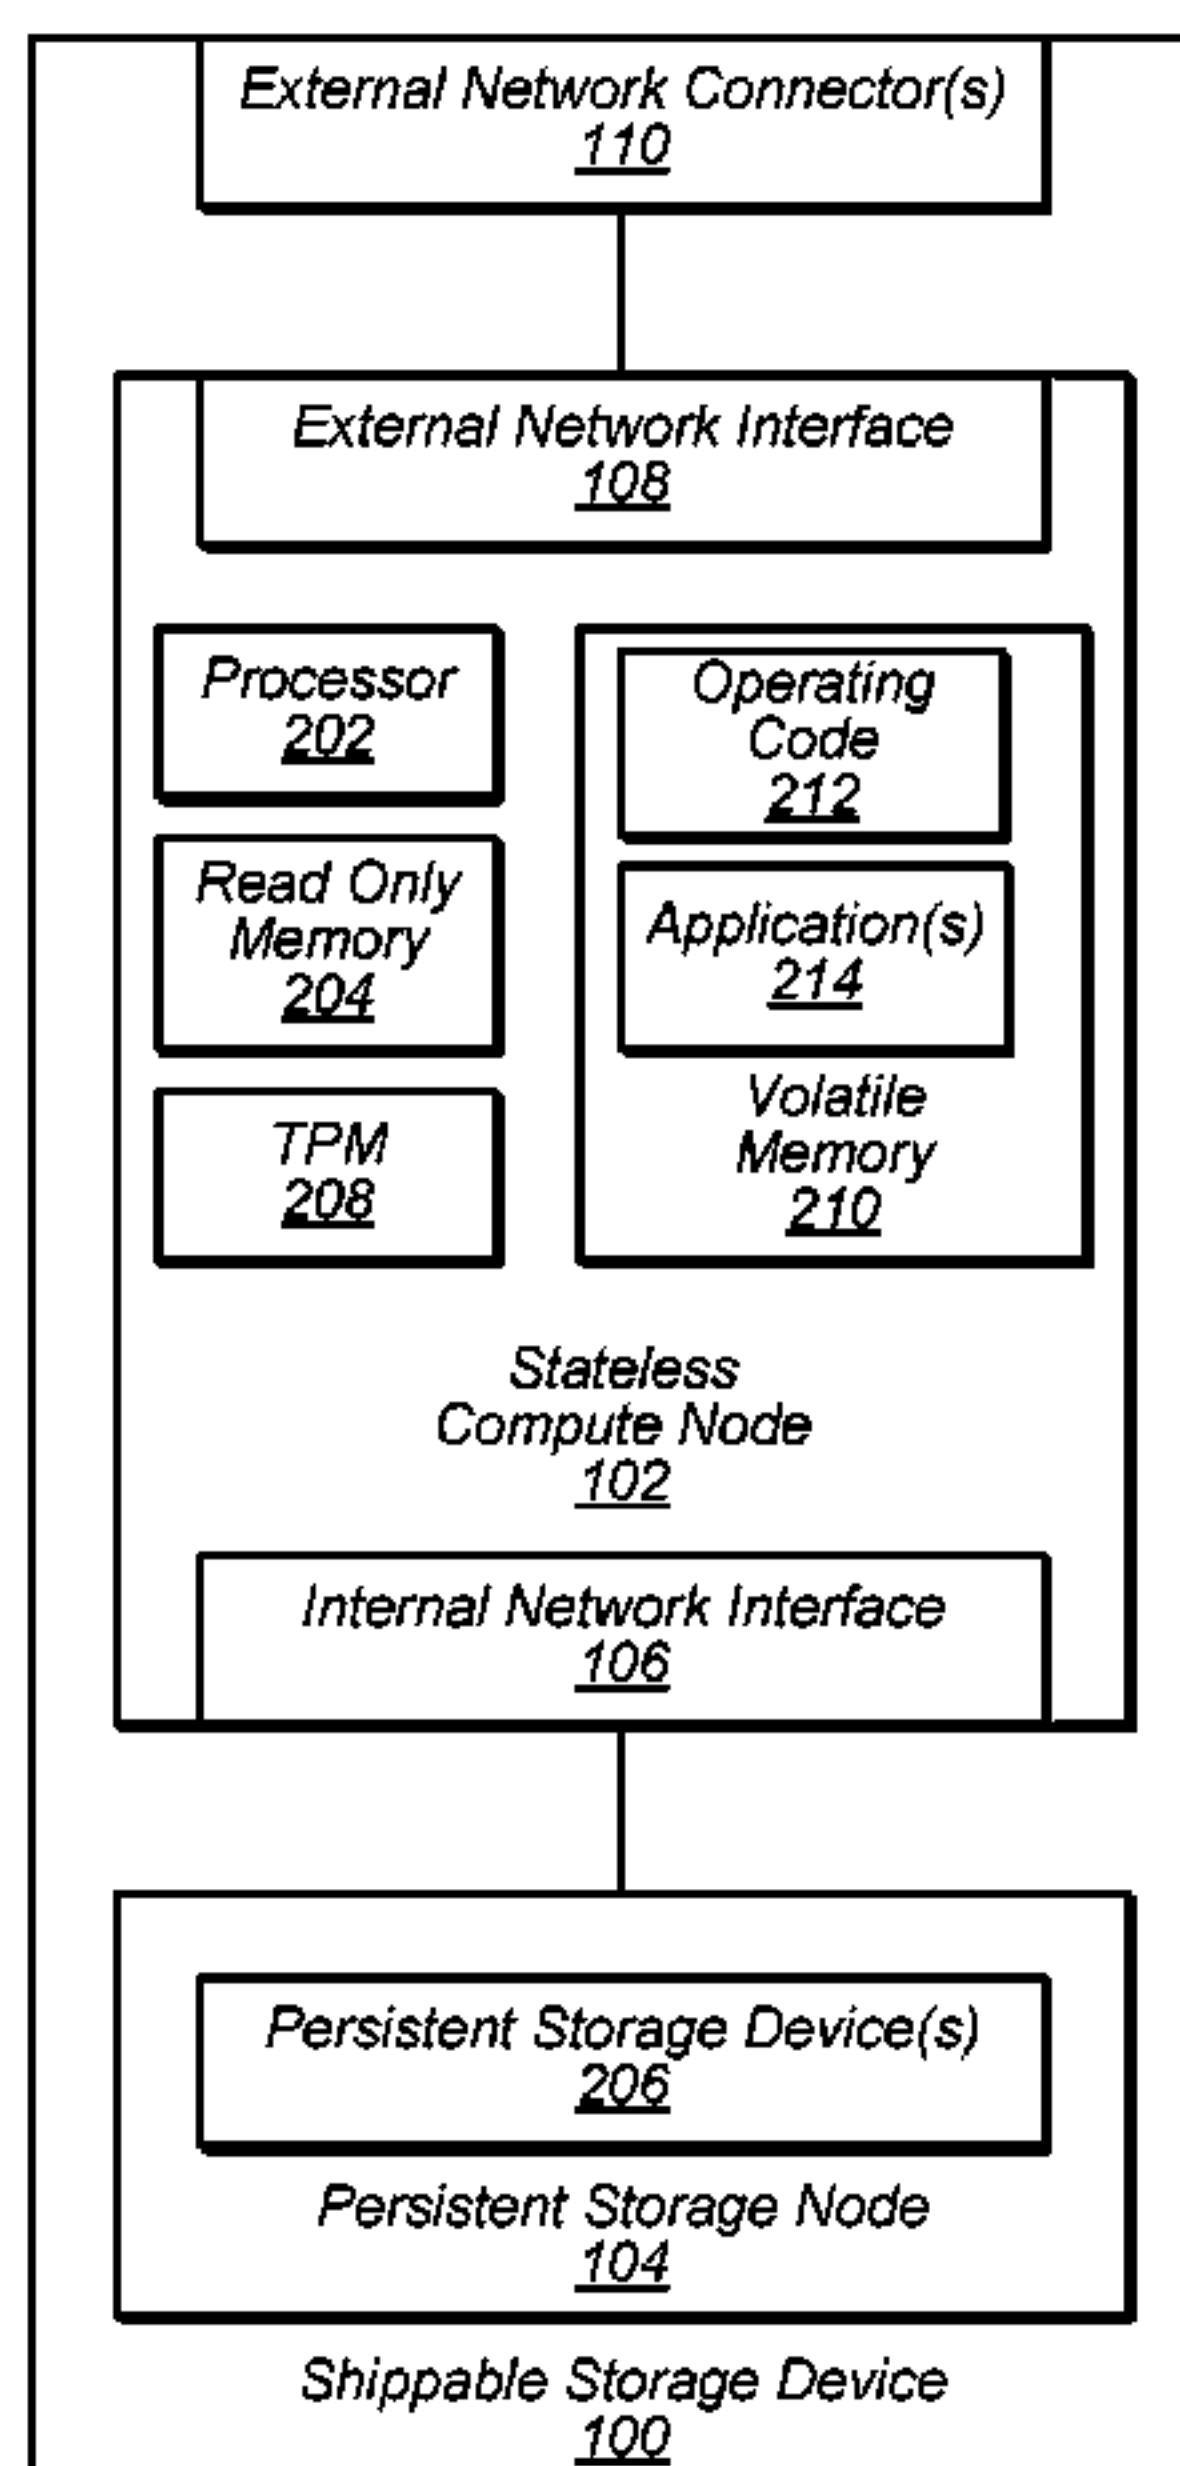 External Network Connector(s)
110
External Network Interface
108
Processor
202
Read Only
Memory
204
TPM
208
Operating
Code
212
Application(s)
214
Volatile
Memory
210
Stateless
Compute Node
102
Internal Network Interface
106
Persistent Storage Device(s)
206
Persistent Storage Node
104
Shippable Storage Device
100